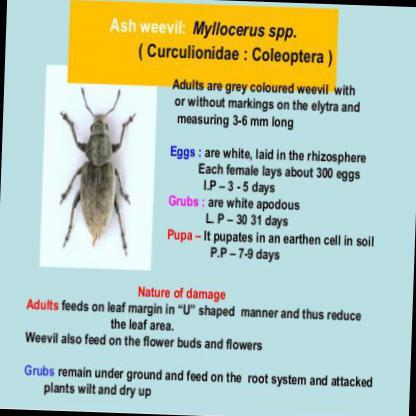 Ash weevil: Myllocerus spp.
( Curculionidae : Coleoptera )
Adults are grey coloured weevil with
or without markings on the elytra and
measuring 3-6 mm long
Eggs : are white, laid in the rhizosphere
Each female lays about 300 eggs
I.P – 3 - 5 days
Grubs : are white apodous
L. P – 30 31 days
Pupa – It pupates in an earthen cell in soil
P.P – 7-9 days
Nature of damage
Adults feeds on leaf margin in “U” shaped manner and thus reduce
the leaf area.
Weevil also feed on the flower buds and flowers
Grubs remain under ground and feed on the root system and attacked
plants wilt and dry up